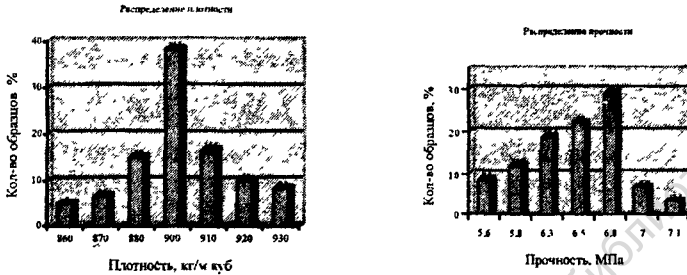 Распределение плотности
40
30
20
10
0
860 870 880 900 910 920 930
Кол-во образцов, %
Плотность, кг/м куб
Распределение прочности
30
20
10
0
5.6 5.8 6.3 6.4 6.8 7
Кол-во образцов, %
Прочность, МПа